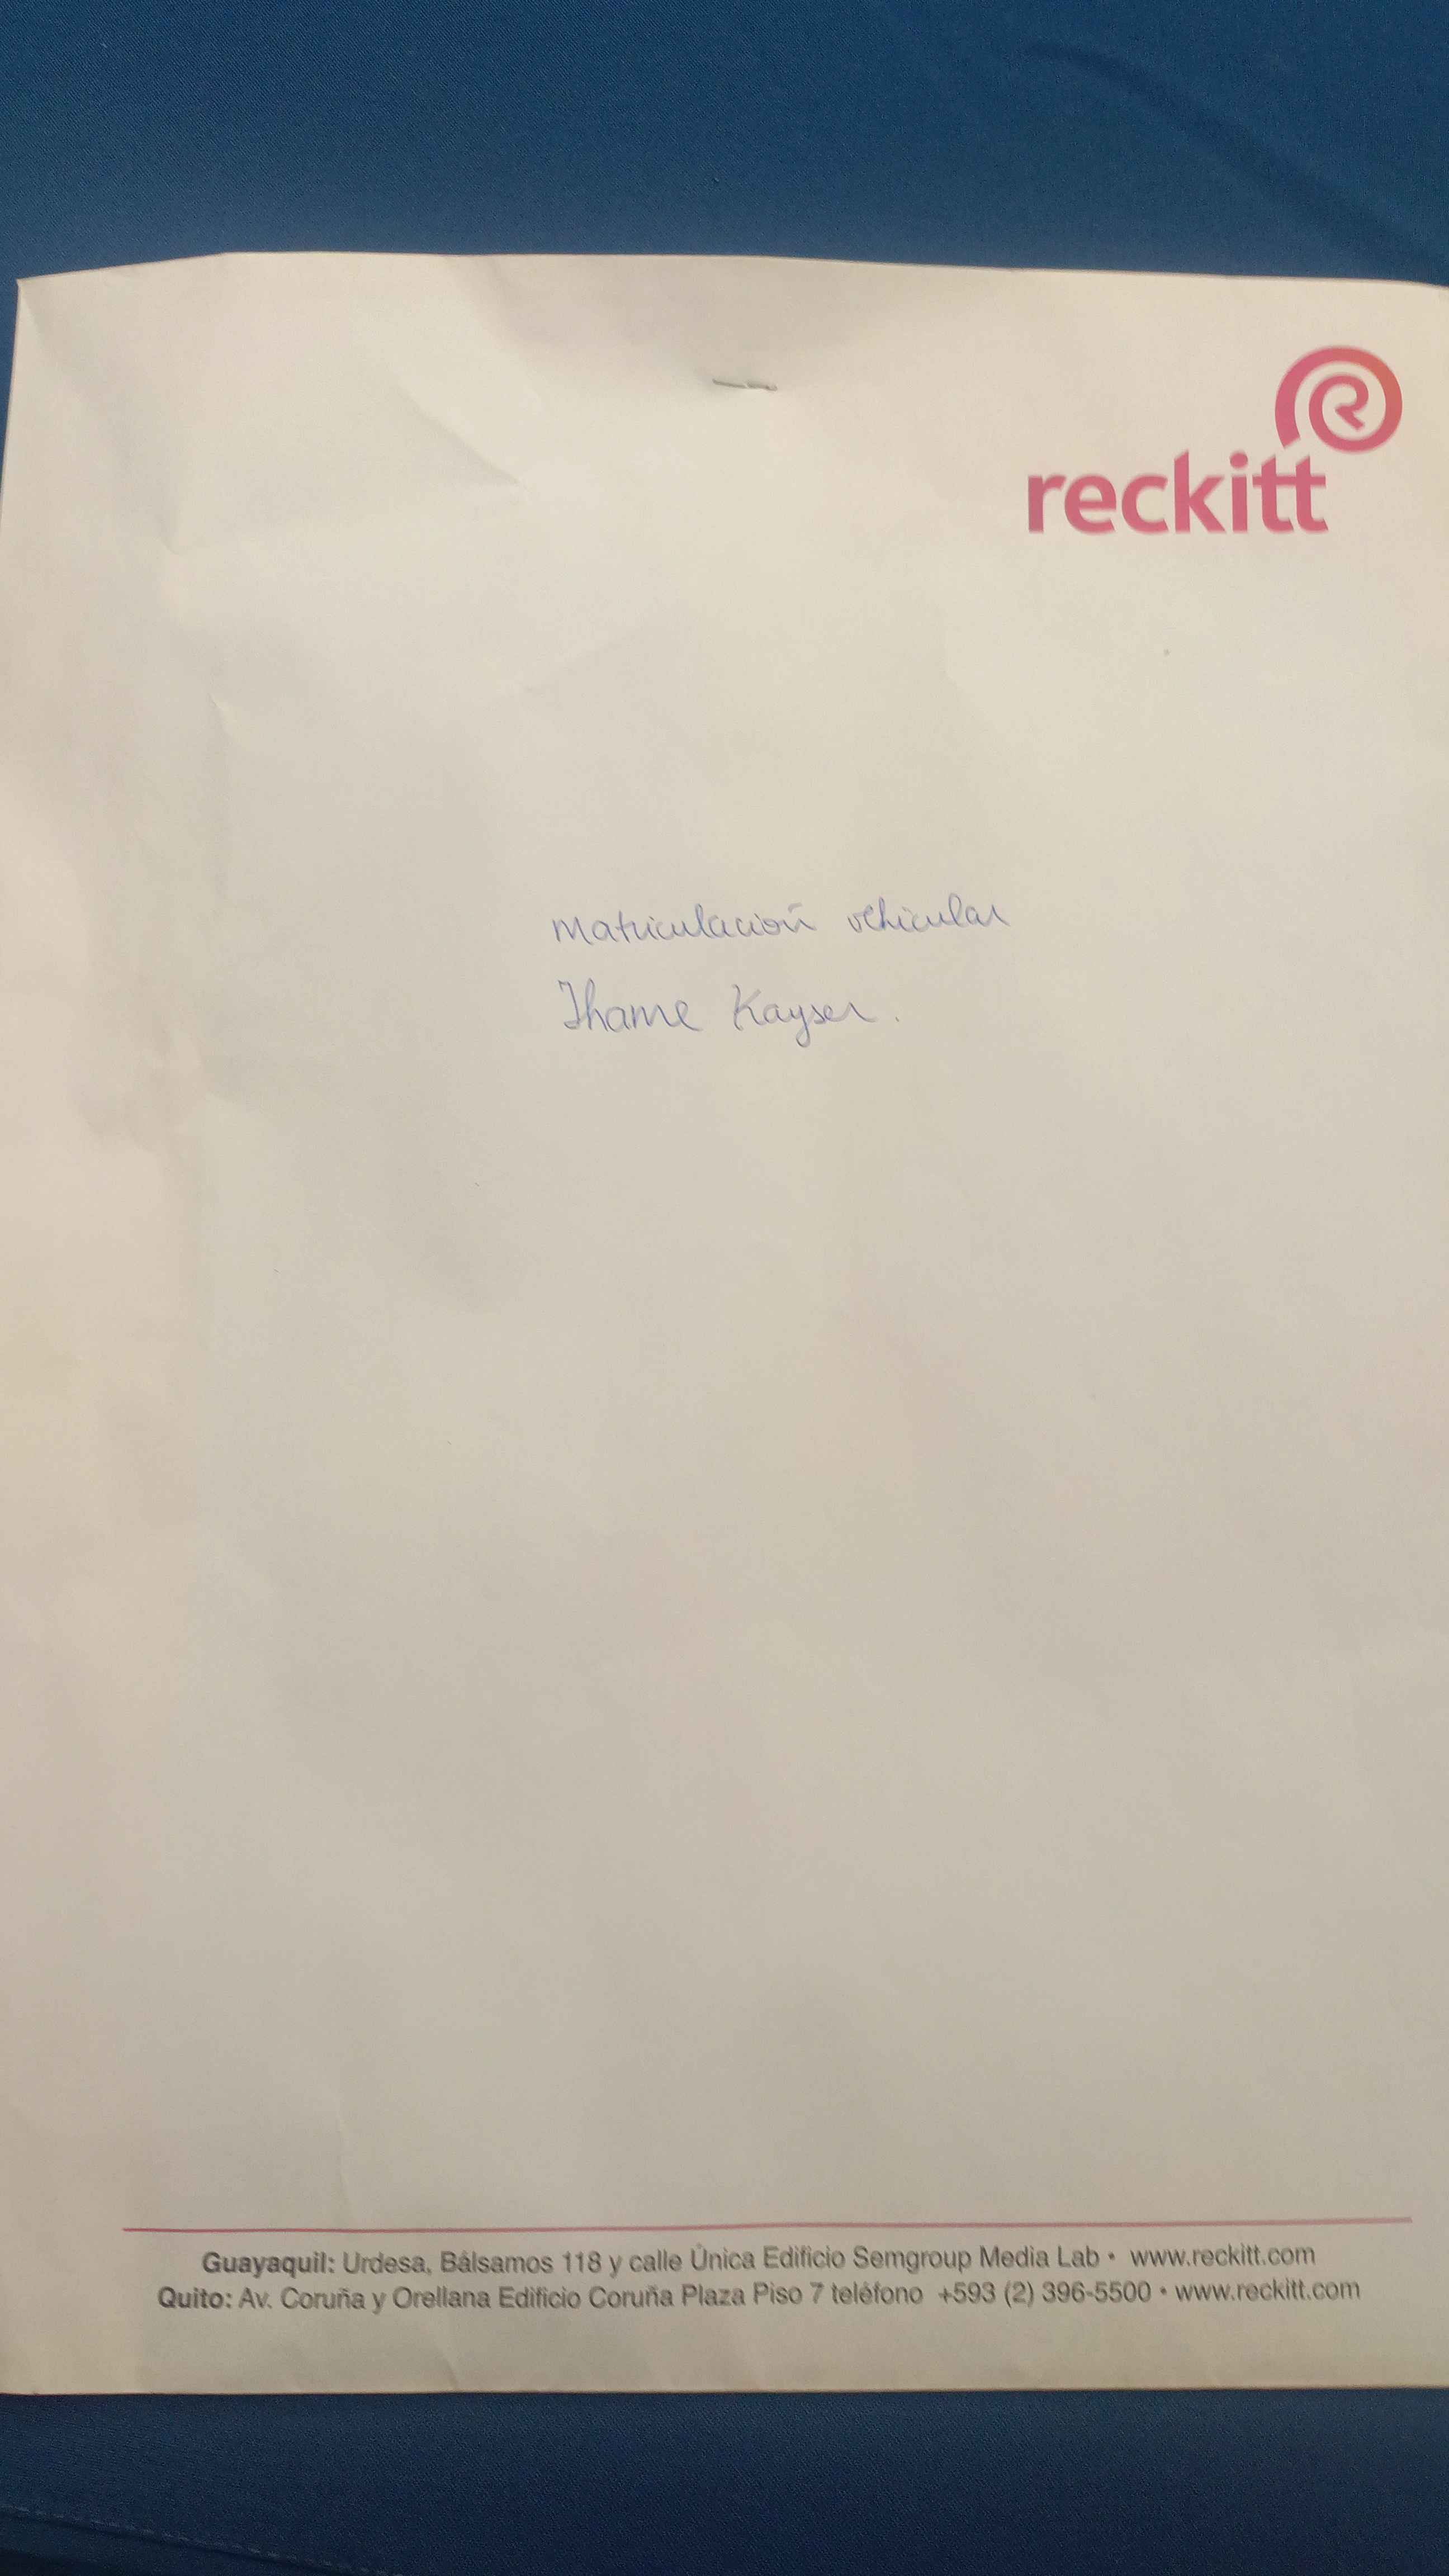 reckitt
Matriculación vehicular
Thame Kayser.
Guayaquil: Urdesa, Bálsamos 118 y calle Única Edificio Semgroup Media Lab • www.reckitt.com
Quito: Av. Coruña y Orellana Edificio Coruña Plaza Piso 7 teléfono +593 (2) 396-5500 • www.reckitt.com